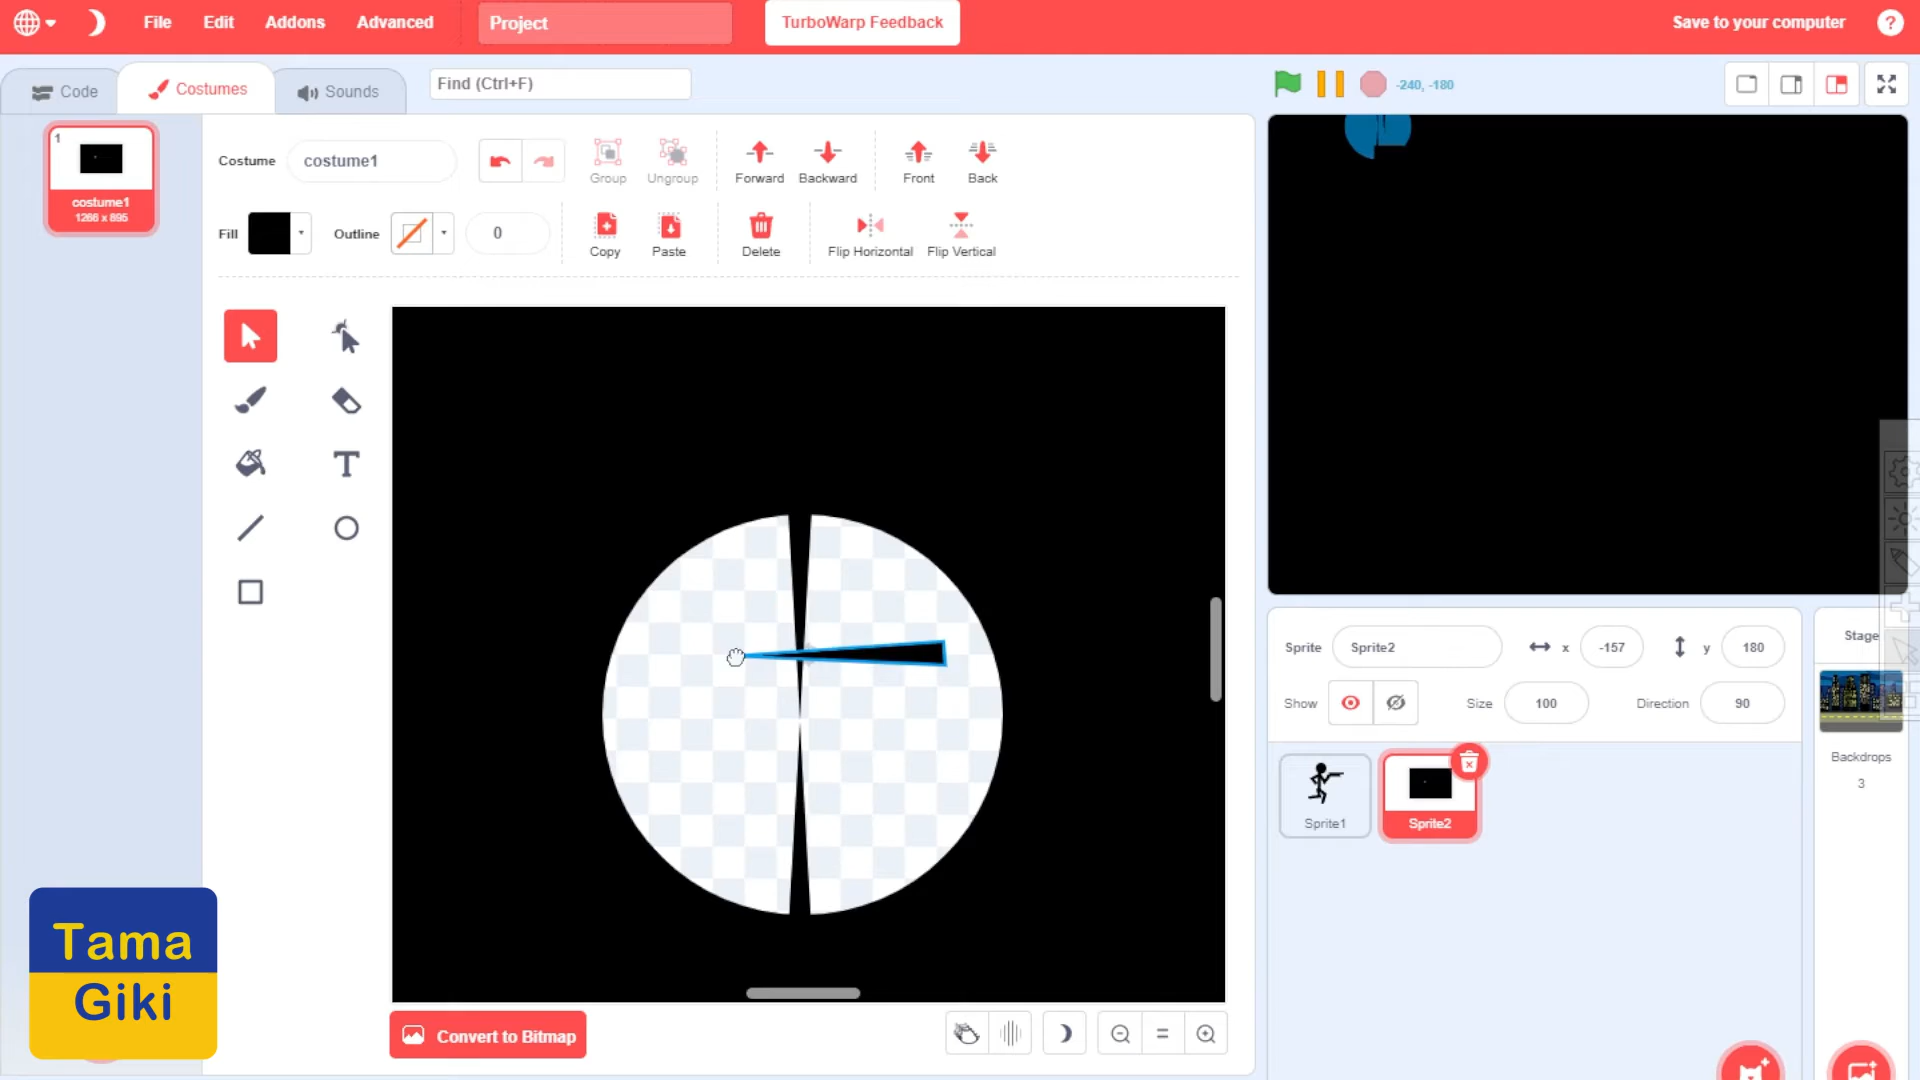 File Edit Addons Advanced Project TurboWarp Feedback Save to your computer ?
Code Costumes Sounds Find (Ctrl+F) -240, -180
1
costume1
1266 x 895
Costume costume1 Group Ungroup Forward Backward Front Back
Fill Outline 0 Copy Paste Delete Flip Horizontal Flip Vertical
T
Convert to Bitmap
Sprite Sprite2 x -157 y 180
Show Size 100 Direction 90
Sprite1 Sprite2
Stage
Backdrops
3
Tama
Giki